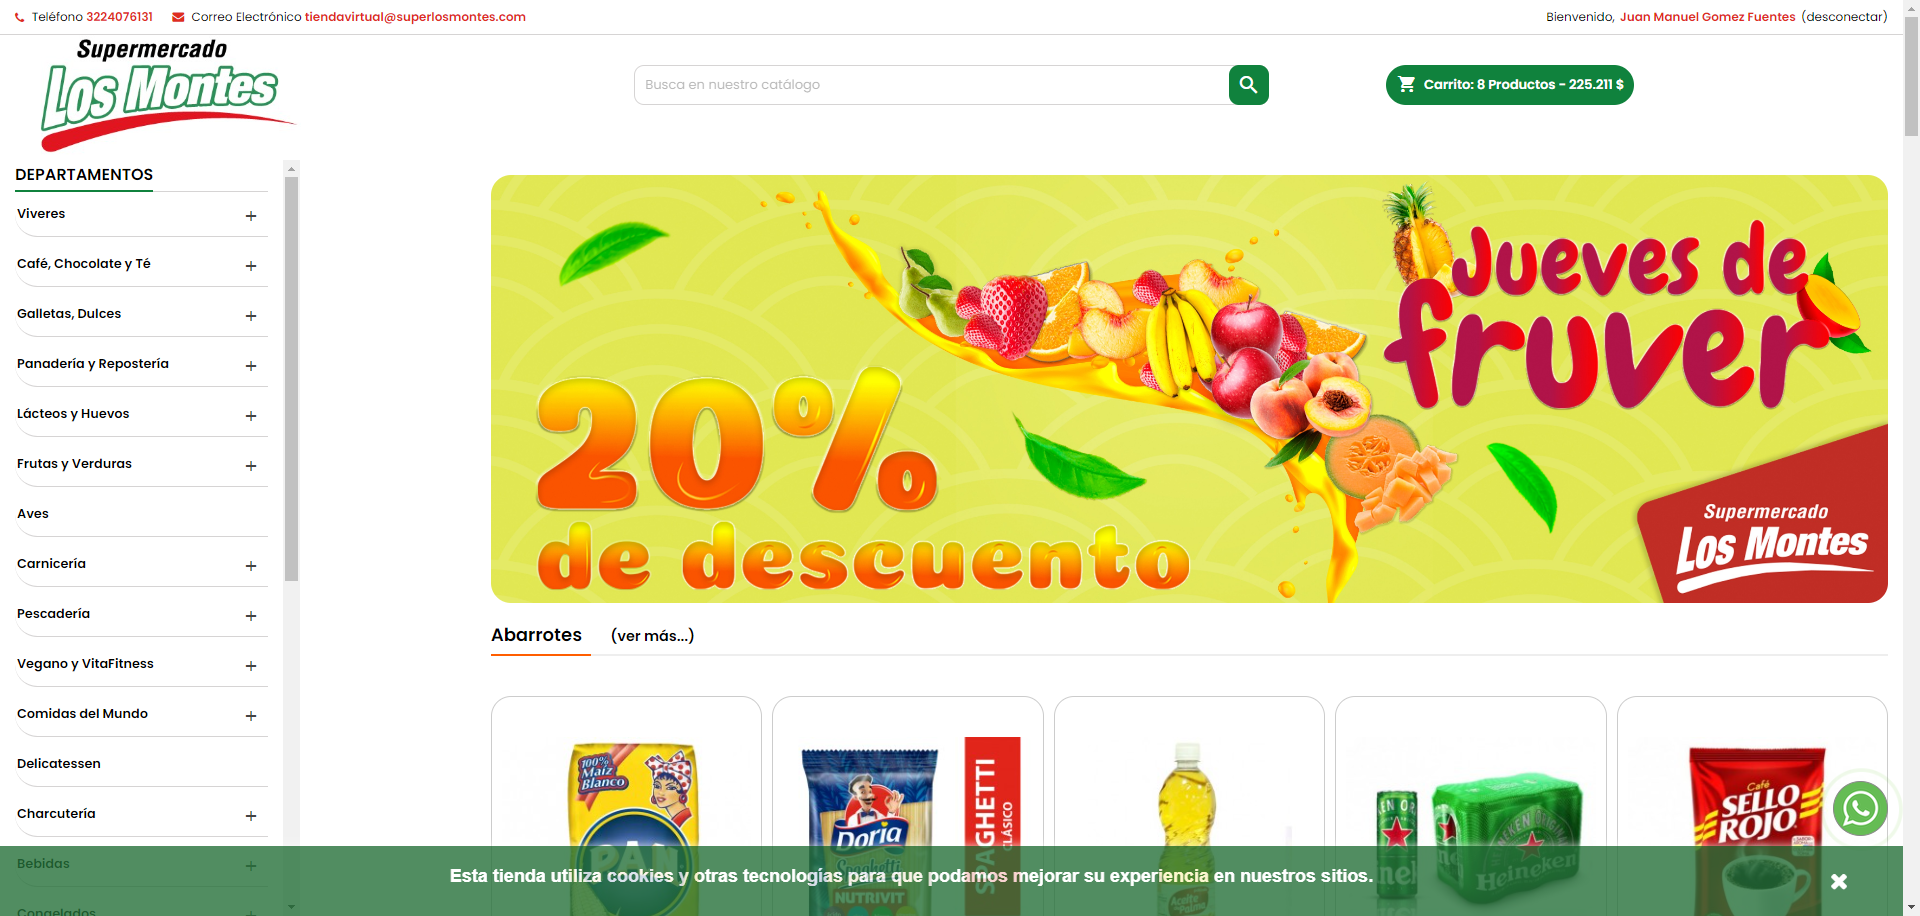 Teléfono 3224076131 Correo Electrónico tiendavirtual@superlosmontes.com
Bienvenido, Juan Manuel Gomez Fuentes (desconectar)
Supermercado
Los Montes
Busca en nuestro catálogo
Carrito: 8 Productos - 225.211 $
DEPARTAMENTOS
Viveres
Café, Chocolate y Té
Galletas, Dulces
Panadería y Repostería
Lácteos y Huevos
Frutas y Verduras
Aves
Carnicería
Pescadería
Vegano y VitaFitness
Comidas del Mundo
Delicatessen
Charcutería
Bebidas
Congelados
Jueves de
fruver
20%
de descuento
Supermercado
Los Montes
Abarrotes (ver más...)
100%
Maíz
Blanco
PAN
Doria
Spaghetti
NUTRIVIT
SPAGHETTI
CLÁSICO
Aceite
de Palma
Heineken
Café
SELLO
ROJO
Esta tienda utiliza cookies y otras tecnologías para que podamos mejorar su experiencia en nuestros sitios.